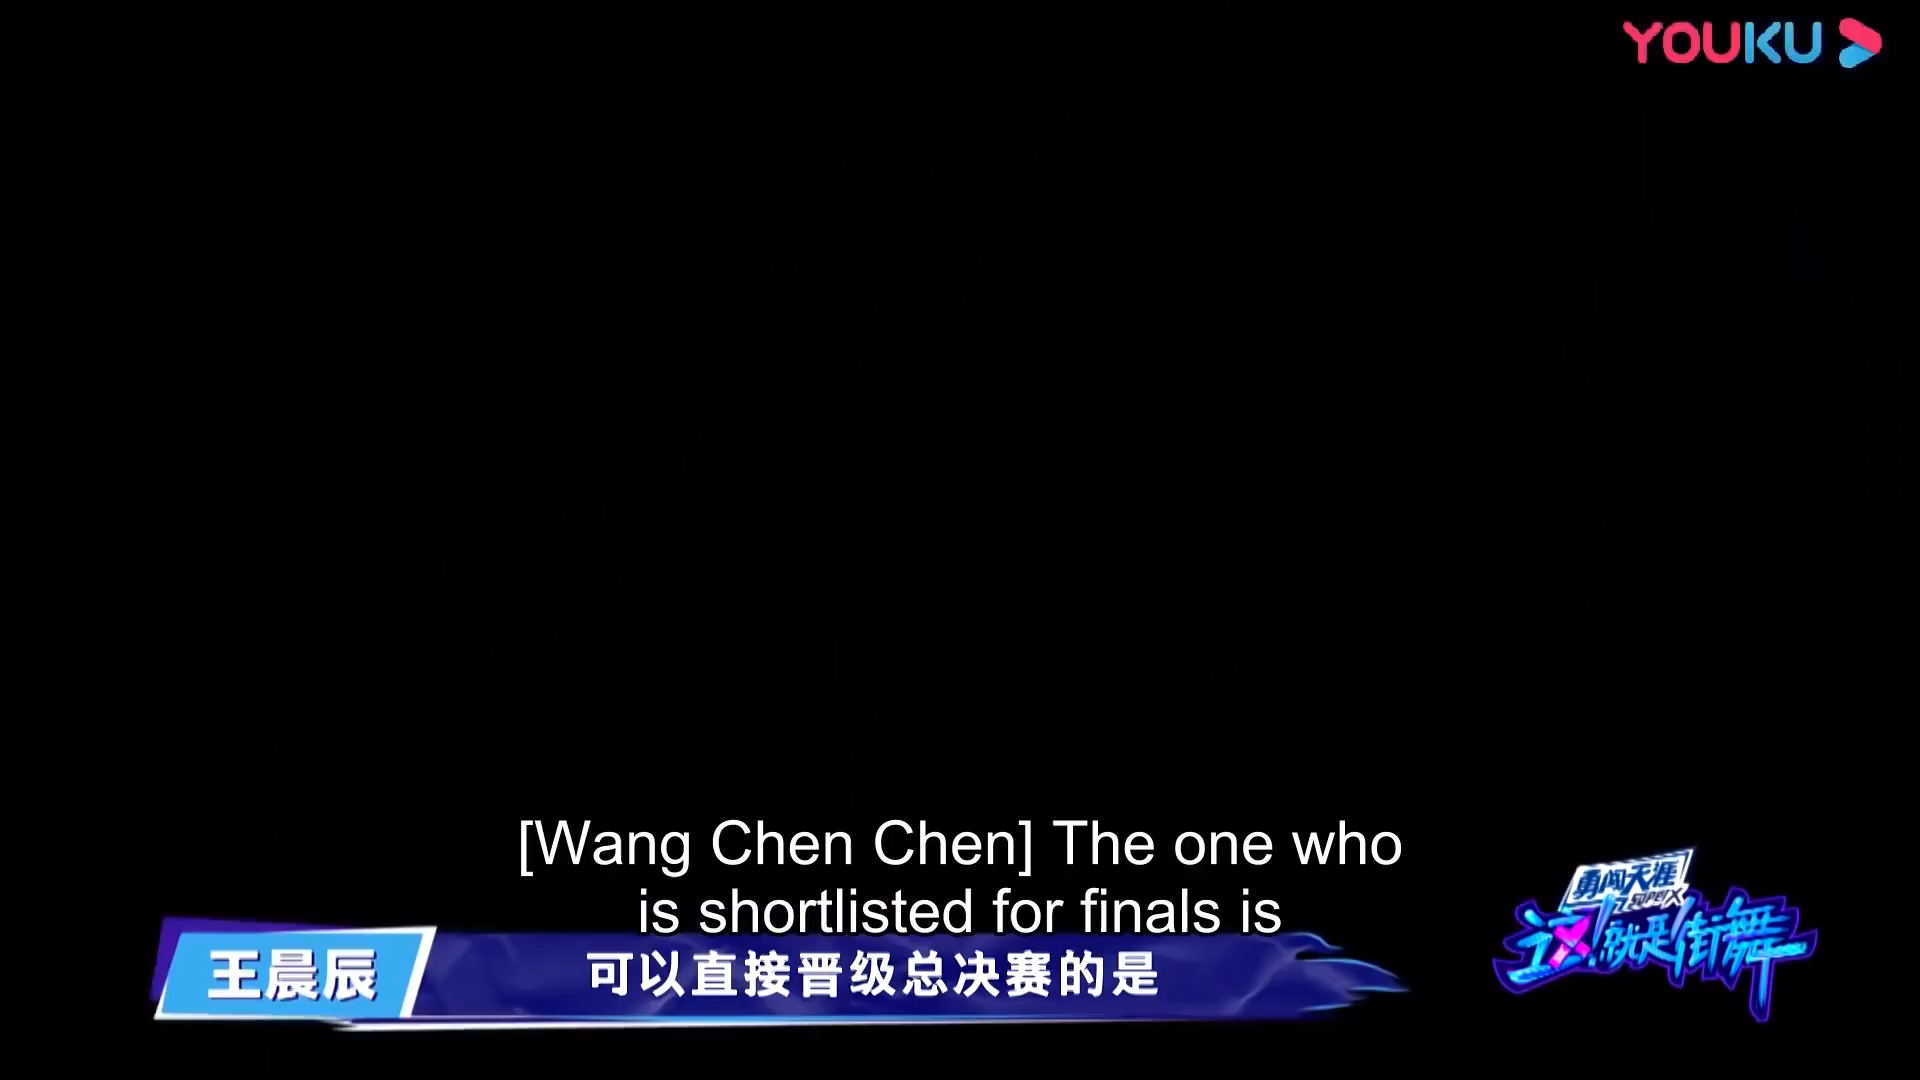 YOUKU
[Wang Chen Chen] The one who
is shortlisted for finals is
王晨辰
可以直接晋级总决赛的是
勇闯天涯
superX
这!就是街舞